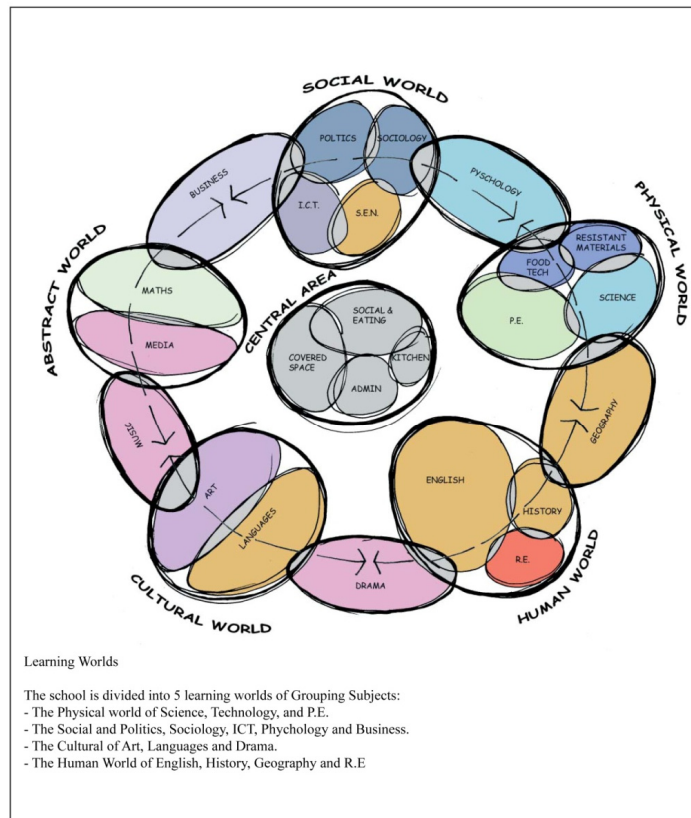 SOCIAL WORLD
POLTICS
SOCIOLOGY
I.C.T.
S.E.N.
BUSINESS
PYSCHOLOGY
PHYSICAL WORLD
RESISTANT
MATERIALS
FOOD
TECH
SCIENCE
P.E.
ABSTRACT WORLD
MATHS
MEDIA
CENTRAL AREA
SOCIAL &
EATING
COVERED
SPACE
KITCHEN
ADMIN
MUSIC
GEOGRAPHY
ART
LANGUAGES
CULTURAL WORLD
DRAMA
ENGLISH
HISTORY
R.E.
HUMAN WORLD
Learning Worlds
The school is divided into 5 learning worlds of Grouping Subjects:
- The Physical world of Science, Technology, and P.E.
- The Social and Politics, Sociology, ICT, Phychology and Business.
- The Cultural of Art, Languages and Drama.
- The Human World of English, History, Geography and R.E